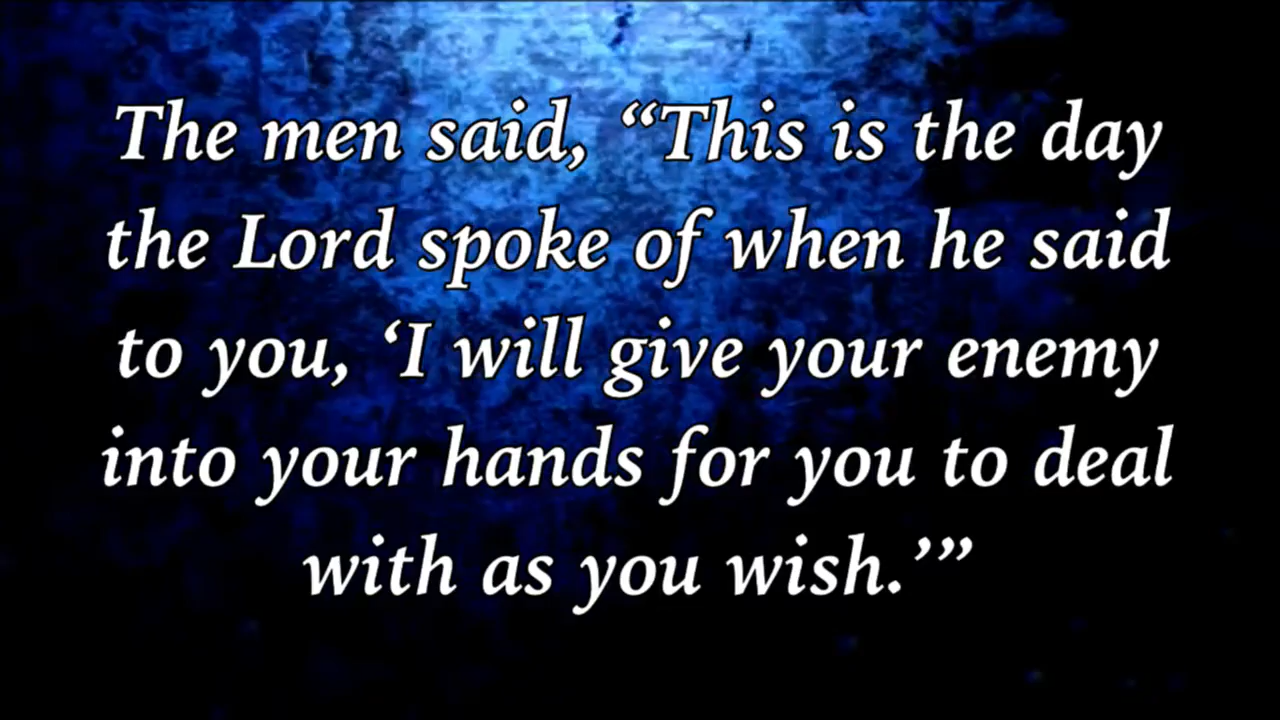 The men said, “This is the day
the Lord spoke of when he said
to you, ‘I will give your enemy
into your hands for you to deal
with as you wish.’”